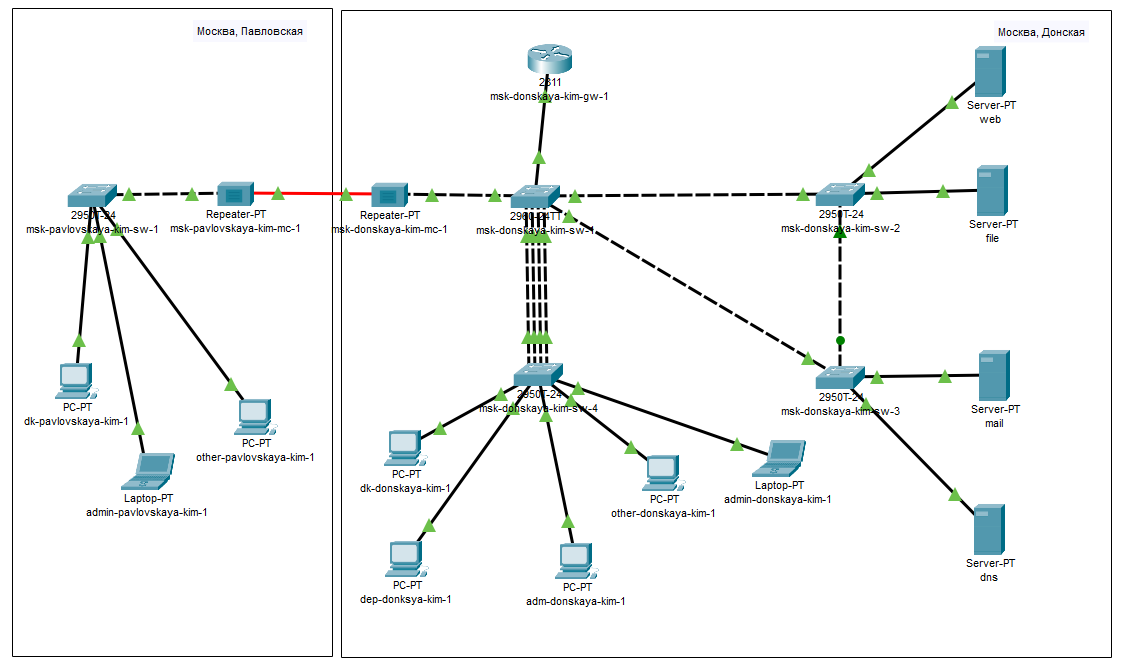 Москва, Павловская
Москва, Донская
2811
msk-donskaya-kim-gw-1
Server-PT
web
2950T-24
msk-pavlovskaya-kim-sw-1
Repeater-PT
msk-pavlovskaya-kim-mc-1
Repeater-PT
msk-donskaya-kim-mc-1
2960-24TT
msk-donskaya-kim-sw-1
2950T-24
msk-donskaya-kim-sw-2
Server-PT
file
2950T-24
msk-donskaya-kim-sw-4
2950T-24
msk-donskaya-kim-sw-3
Server-PT
mail
PC-PT
dk-pavlovskaya-kim-1
PC-PT
other-pavlovskaya-kim-1
Laptop-PT
admin-pavlovskaya-kim-1
PC-PT
dk-donskaya-kim-1
PC-PT
other-donskaya-kim-1
Laptop-PT
admin-donskaya-kim-1
PC-PT
dep-donksya-kim-1
PC-PT
adm-donskaya-kim-1
Server-PT
dns